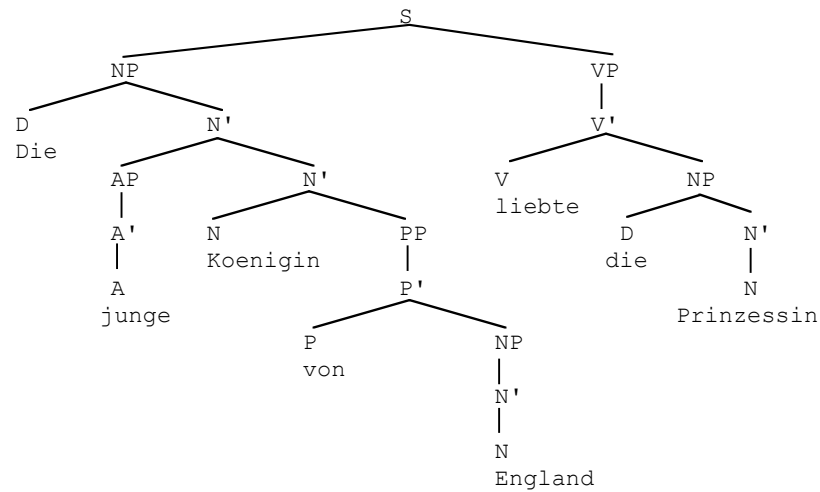 S
NP VP
D N' V'
Die
AP N' V NP
liebte
A' N PP D N'
Koenigin die
A P' N
junge Prinzessin
P NP
von
N'
N
England